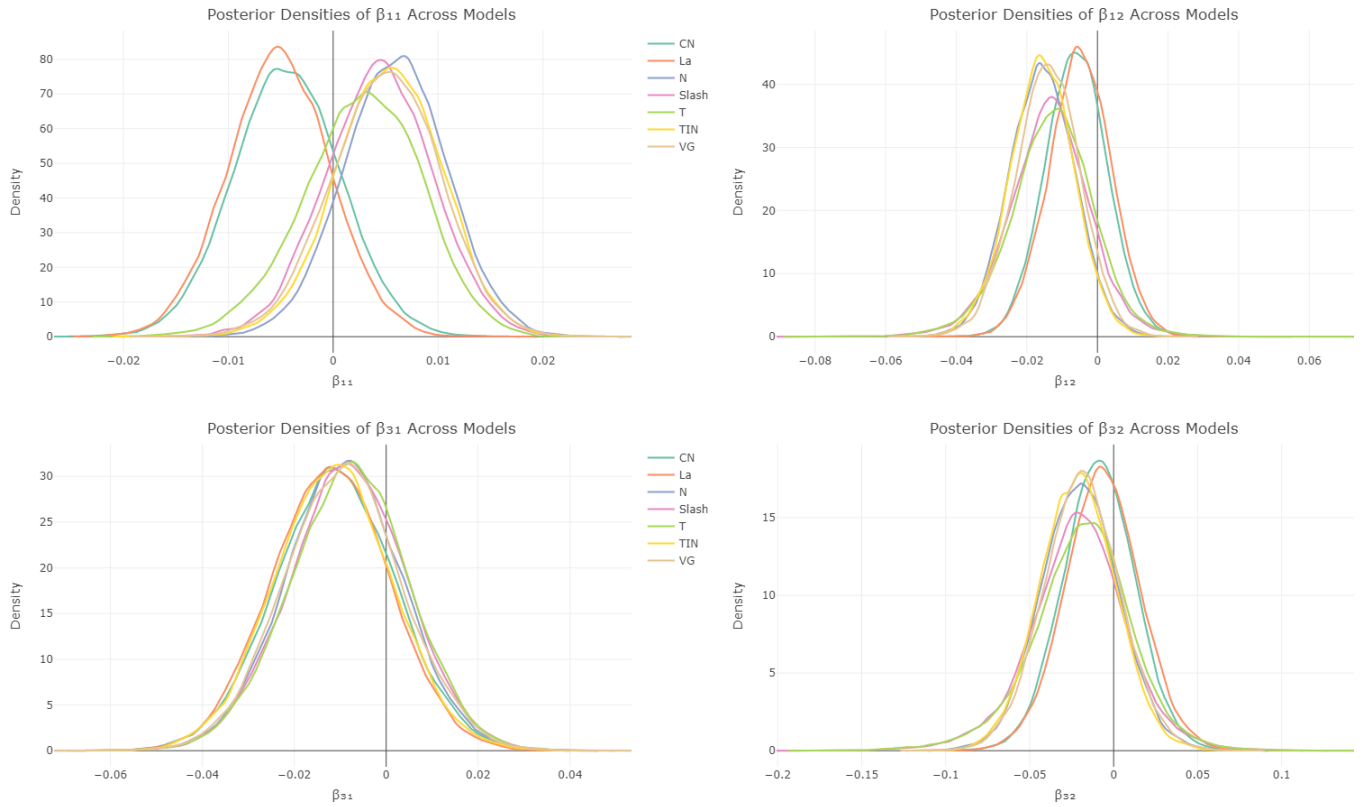 Posterior Densities of β₁₁ Across Models
80
70
60
50
40
30
20
10
0
Density
−0.02
−0.01
0
0.01
0.02
β₁₁
CN
La
N
Slash
T
TIN
VG
Posterior Densities of β₁₂ Across Models
40
30
20
10
0
Density
−0.08
−0.06
−0.04
−0.02
0
0.02
0.04
0.06
β₁₂
Posterior Densities of β₃₁ Across Models
30
25
20
15
10
5
0
Density
−0.06
−0.04
−0.02
0
0.02
0.04
β₃₁
CN
La
N
Slash
T
TIN
VG
Posterior Densities of β₃₂ Across Models
15
10
5
0
Density
−0.2
−0.15
−0.1
−0.05
0
0.05
0.1
β₃₂